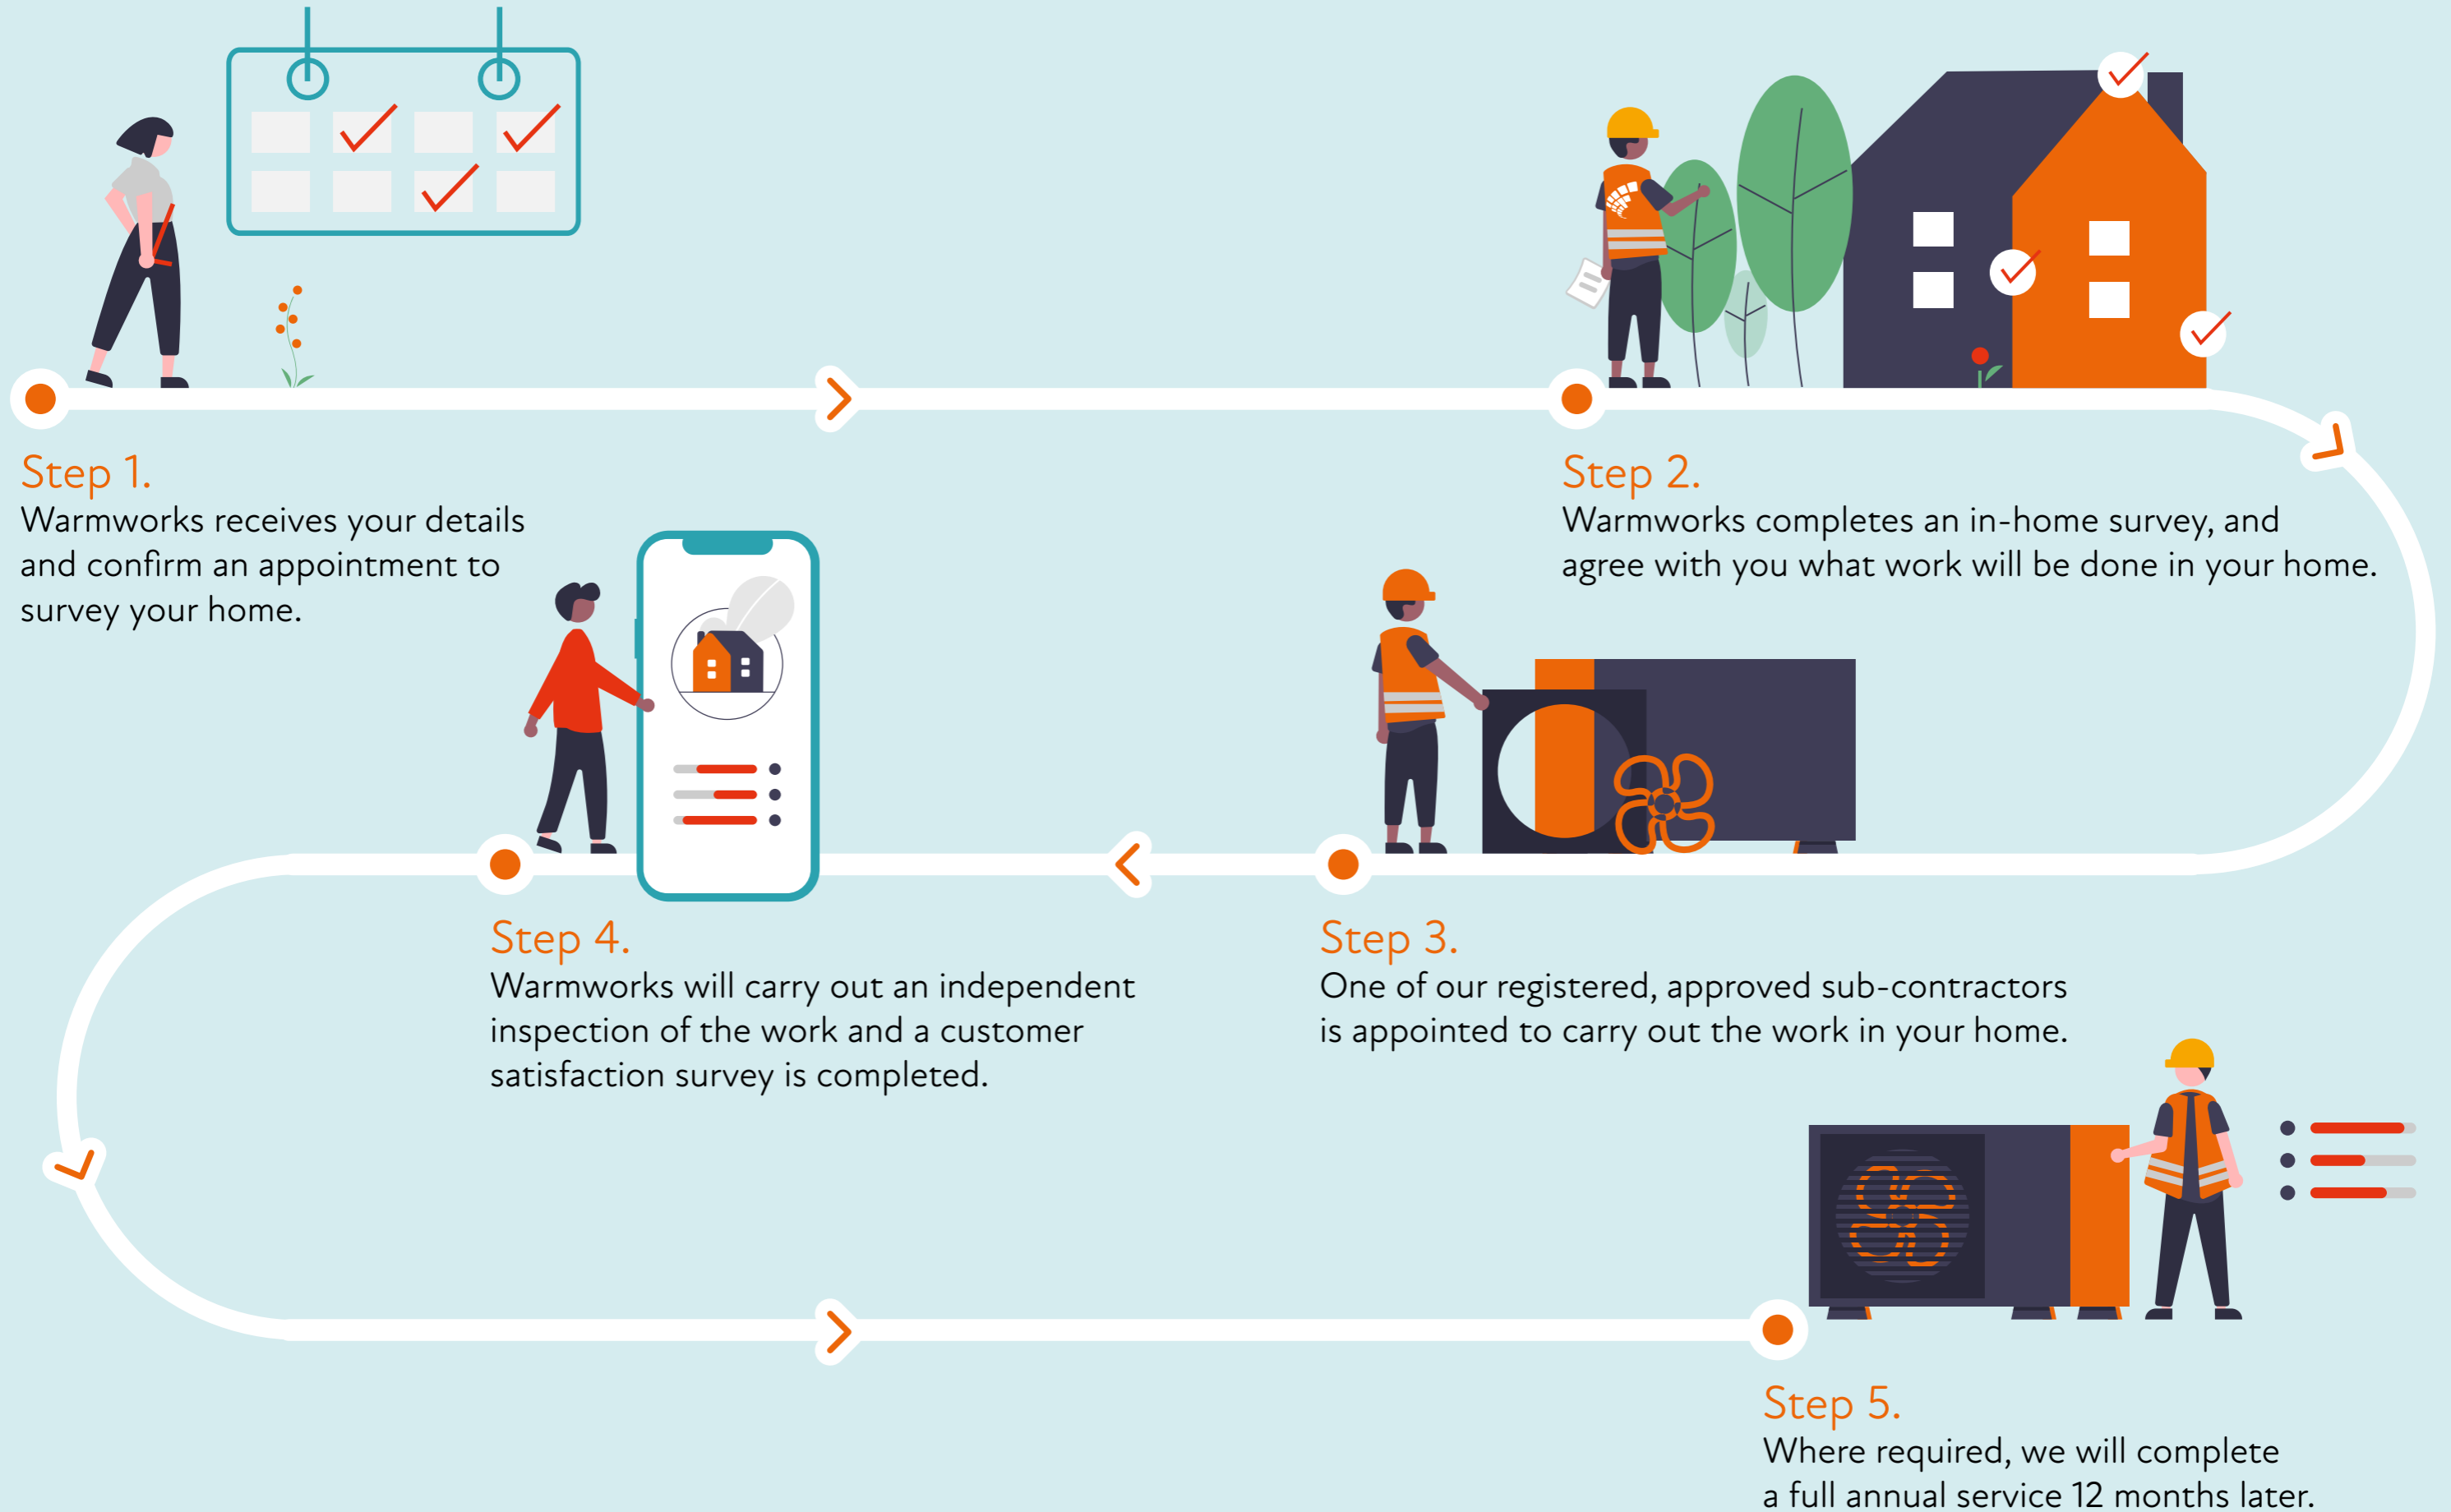 Step 1.
Warmworks receives your details
and confirm an appointment to
survey your home.
Step 2.
Warmworks completes an in-home survey, and
agree with you what work will be done in your home.
Step 3.
One of our registered, approved sub-contractors
is appointed to carry out the work in your home.
Step 4.
Warmworks will carry out an independent
inspection of the work and a customer
satisfaction survey is completed.
Step 5.
Where required, we will complete
a full annual service 12 months later.